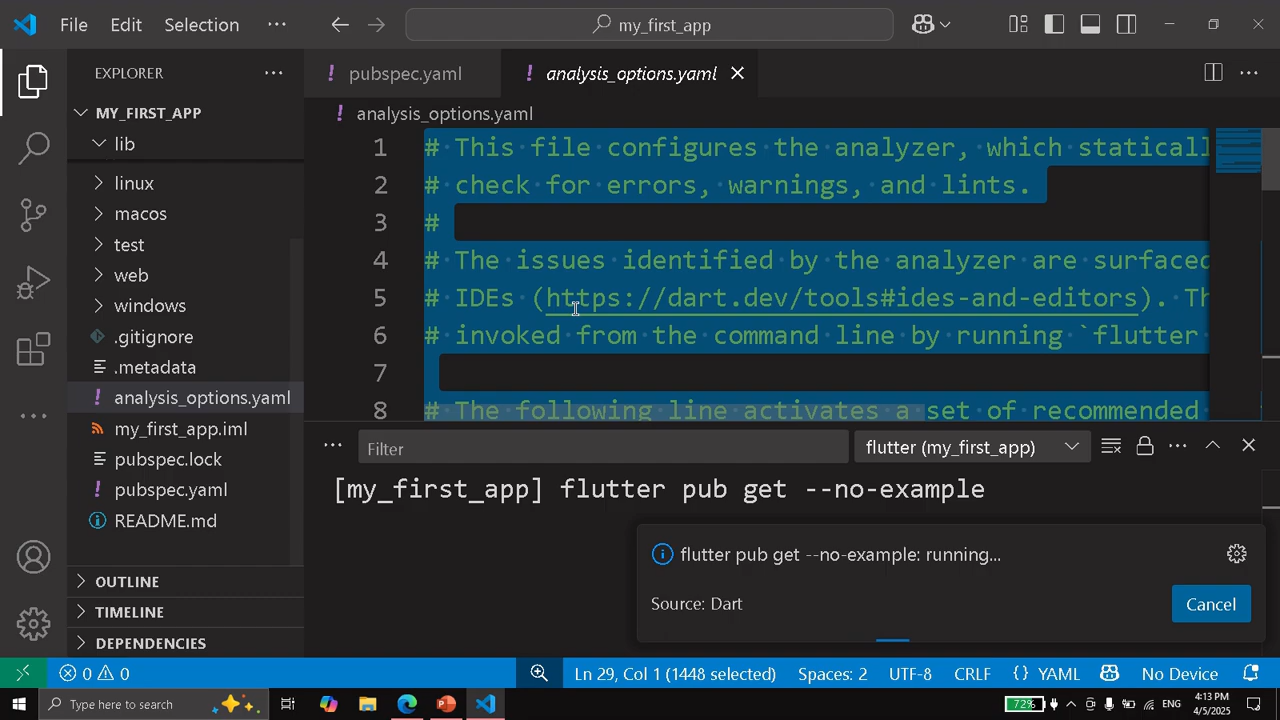 File Edit Selection ··· my_first_app
EXPLORER ···
MY_FIRST_APP
lib
linux
macos
test
web
windows
.gitignore
.metadata
! analysis_options.yaml
my_first_app.iml
pubspec.lock
! pubspec.yaml
README.md
OUTLINE
TIMELINE
DEPENDENCIES
! pubspec.yaml ! analysis_options.yaml
! analysis_options.yaml
1 # This file configures the analyzer, which staticall
2 # check for errors, warnings, and lints.
3 #
4 # The issues identified by the analyzer are surfaced
5 # IDEs (https://dart.dev/tools#ides-and-editors). Th
6 # invoked from the command line by running `flutter
7
8 # The following line activates a set of recommended
··· Filter flutter (my_first_app)
[my_first_app] flutter pub get --no-example
flutter pub get --no-example: running...
Source: Dart Cancel
0 0 Ln 29, Col 1 (1448 selected) Spaces: 2 UTF-8 CRLF {} YAML No Device
Type here to search 72% ENG 4:13 PM
4/5/2025